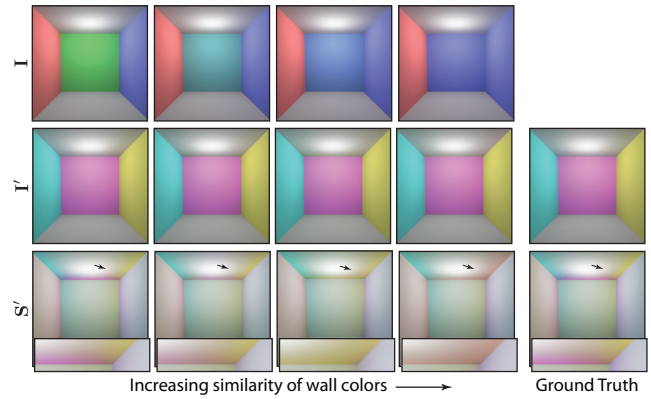 I
I'
S'
Increasing similarity of wall colors
Ground Truth